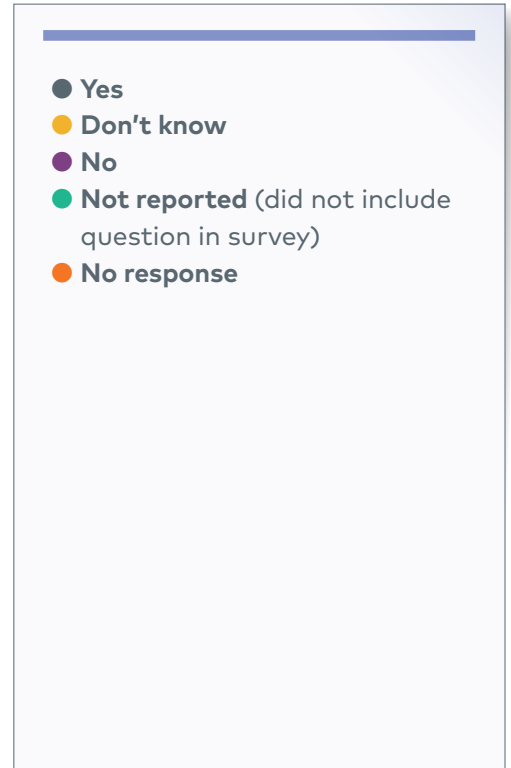 Yes
Don't know
No
Not reported (did not include
question in survey)
No response